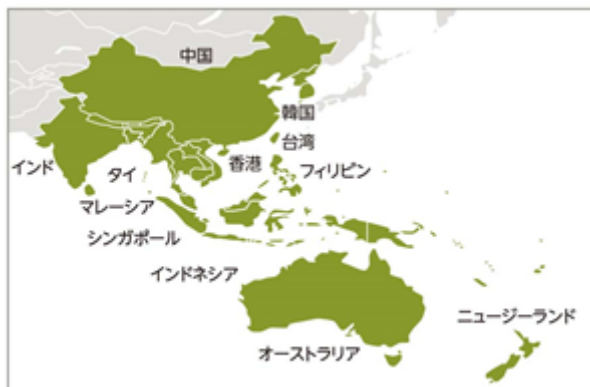 中国
韓国
台湾
香港
フィリピン
インド
タイ
マレーシア
シンガポール
インドネシア
オーストラリア
ニュージーランド